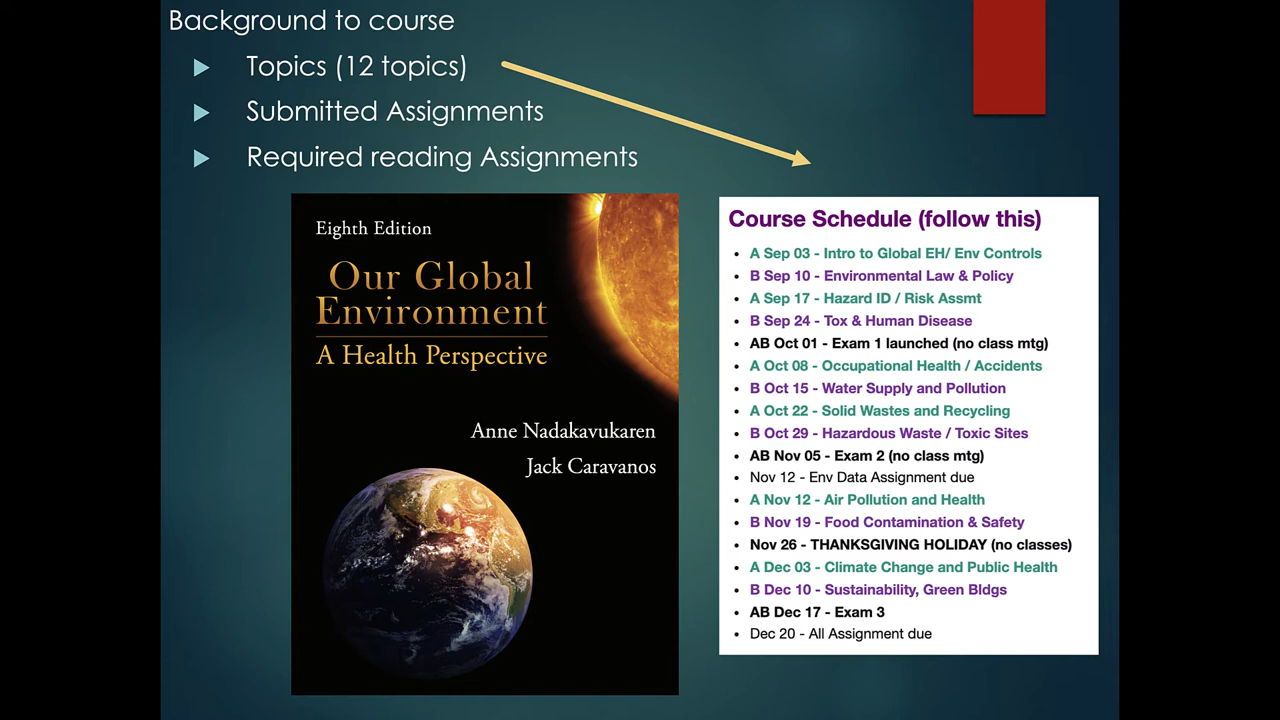 Background to course
Topics (12 topics)
Submitted Assignments
Required reading Assignments
Eighth Edition
Our Global
Environment
A Health Perspective
Anne Nadakavukaren
Jack Caravanos
Course Schedule (follow this)
A Sep 03 - Intro to Global EH/ Env Controls
B Sep 10 - Environmental Law & Policy
A Sep 17 - Hazard ID / Risk Assmt
B Sep 24 - Tox & Human Disease
AB Oct 01 - Exam 1 launched (no class mtg)
A Oct 08 - Occupational Health / Accidents
B Oct 15 - Water Supply and Pollution
A Oct 22 - Solid Wastes and Recycling
B Oct 29 - Hazardous Waste / Toxic Sites
AB Nov 05 - Exam 2 (no class mtg)
Nov 12 - Env Data Assignment due
A Nov 12 - Air Pollution and Health
B Nov 19 - Food Contamination & Safety
Nov 26 - THANKSGIVING HOLIDAY (no classes)
A Dec 03 - Climate Change and Public Health
B Dec 10 - Sustainability, Green Bldgs
AB Dec 17 - Exam 3
Dec 20 - All Assignment due